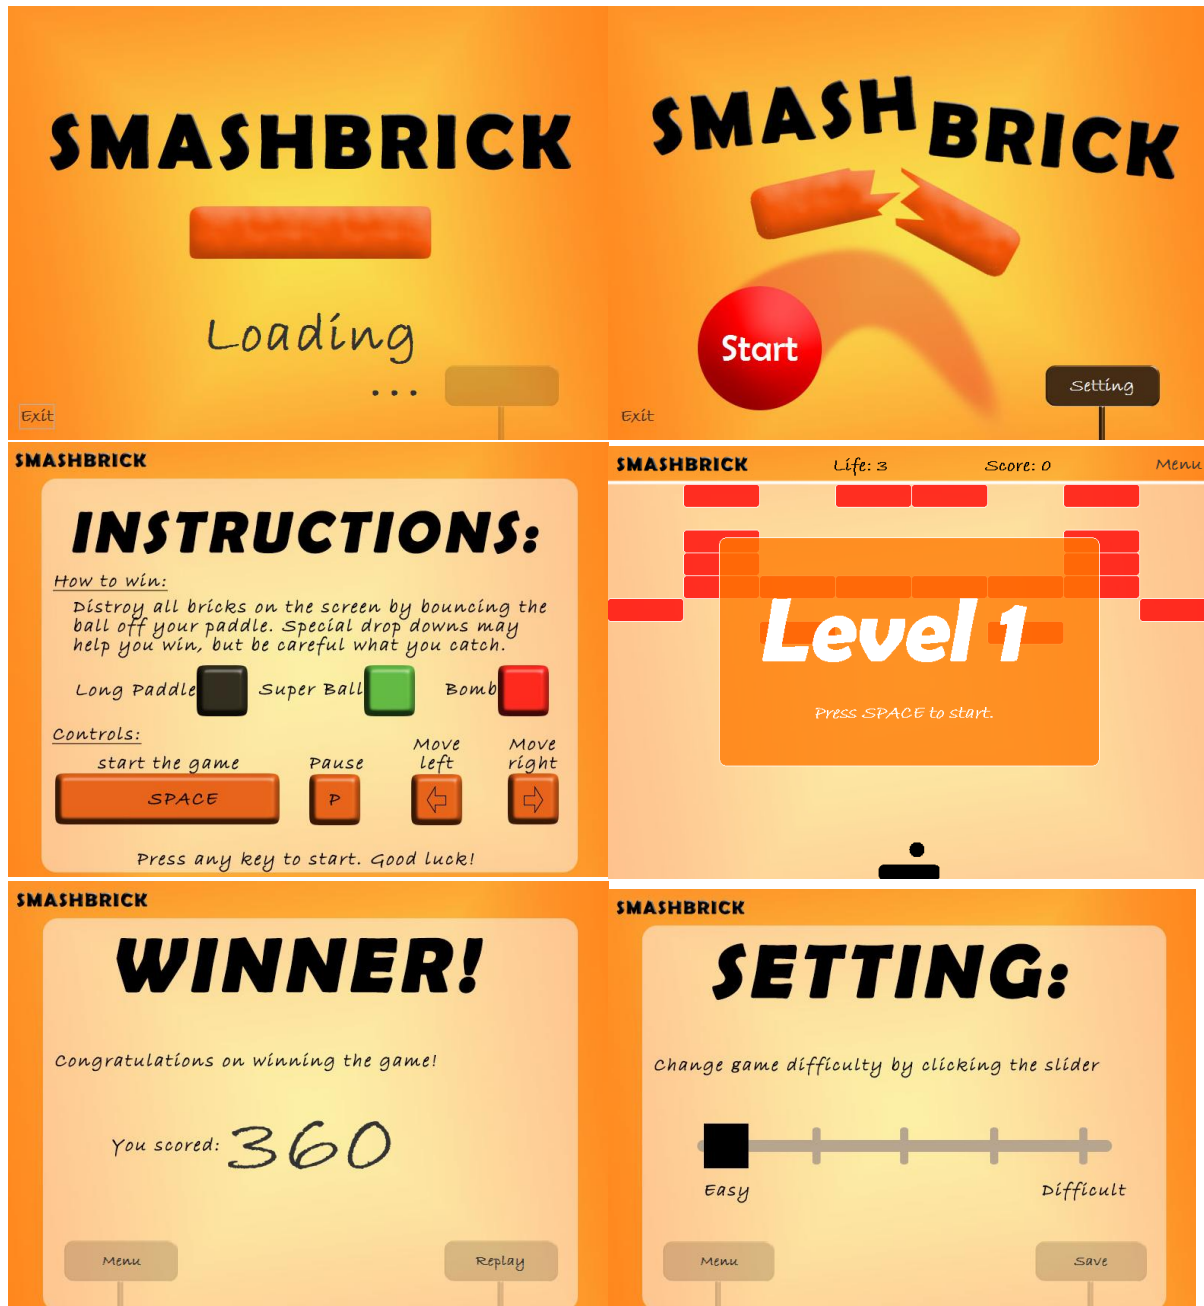 SMASHBRICK
Loading
...
Exit
SMASH BRICK
Start
Setting
Exit
SMASHBRICK
INSTRUCTIONS:
How to win:
Distroy all bricks on the screen by bouncing the
ball off your paddle. Special drop downs may
help you win, but be careful what you catch.
Long Paddle Super Ball Bomb
Controls:
start the game Pause Move left Move right
SPACE P
Press any key to start. Good luck!
SMASHBRICK Life: 3 Score: 0 Menu
Level 1
Press SPACE to start.
SMASHBRICK
WINNER!
Congratulations on winning the game!
You scored: 360
Menu Replay
SMASHBRICK
SETTING:
Change game difficulty by clicking the slider
Easy Difficult
Menu Save